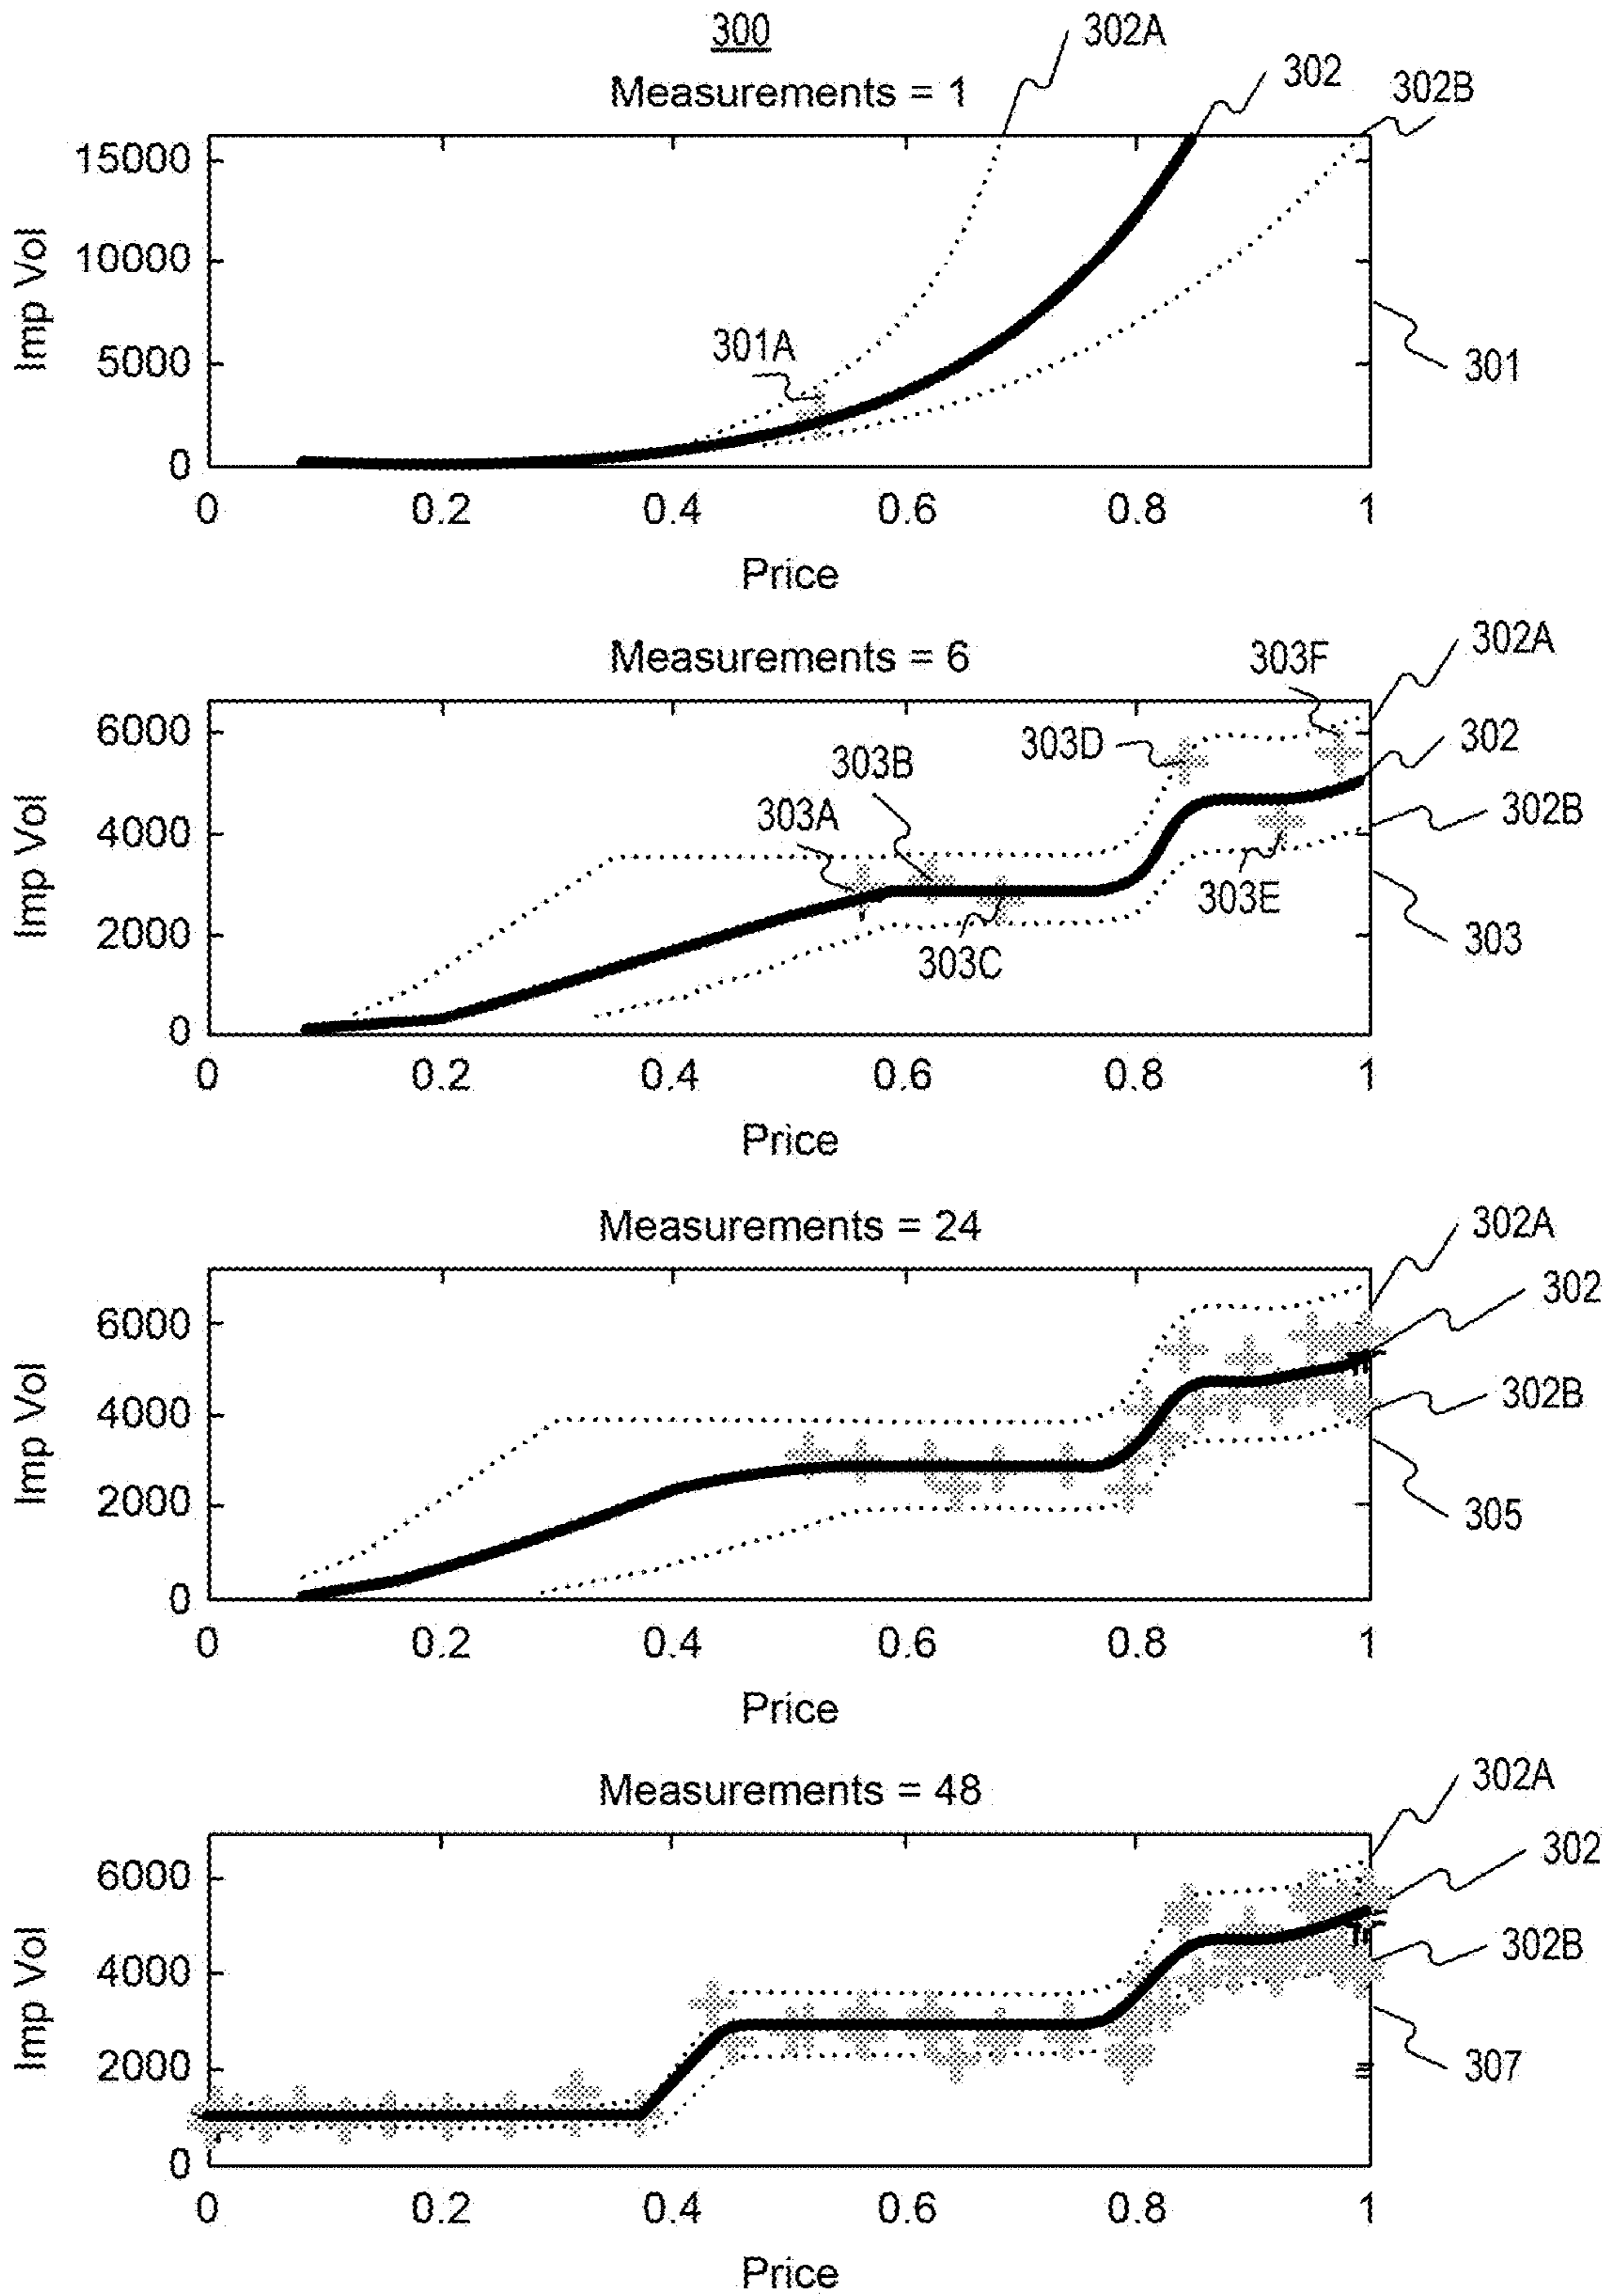 300
302A
Measurements = 1
302
302B
Imp Vol
15000
10000
5000
0
301A
301
0 0.2 0.4 0.6 0.8 1
Price
Measurements = 6
303F
302A
Imp Vol
6000
4000
2000
0
303D
302
303B
303A
302B
303E
303
303C
0 0.2 0.4 0.6 0.8 1
Price
Measurements = 24
302A
302
Imp Vol
6000
4000
2000
0
302B
305
0 0.2 0.4 0.6 0.8 1
Price
Measurements = 48
302A
302
Imp Vol
6000
4000
2000
0
302B
307
0 0.2 0.4 0.6 0.8 1
Price